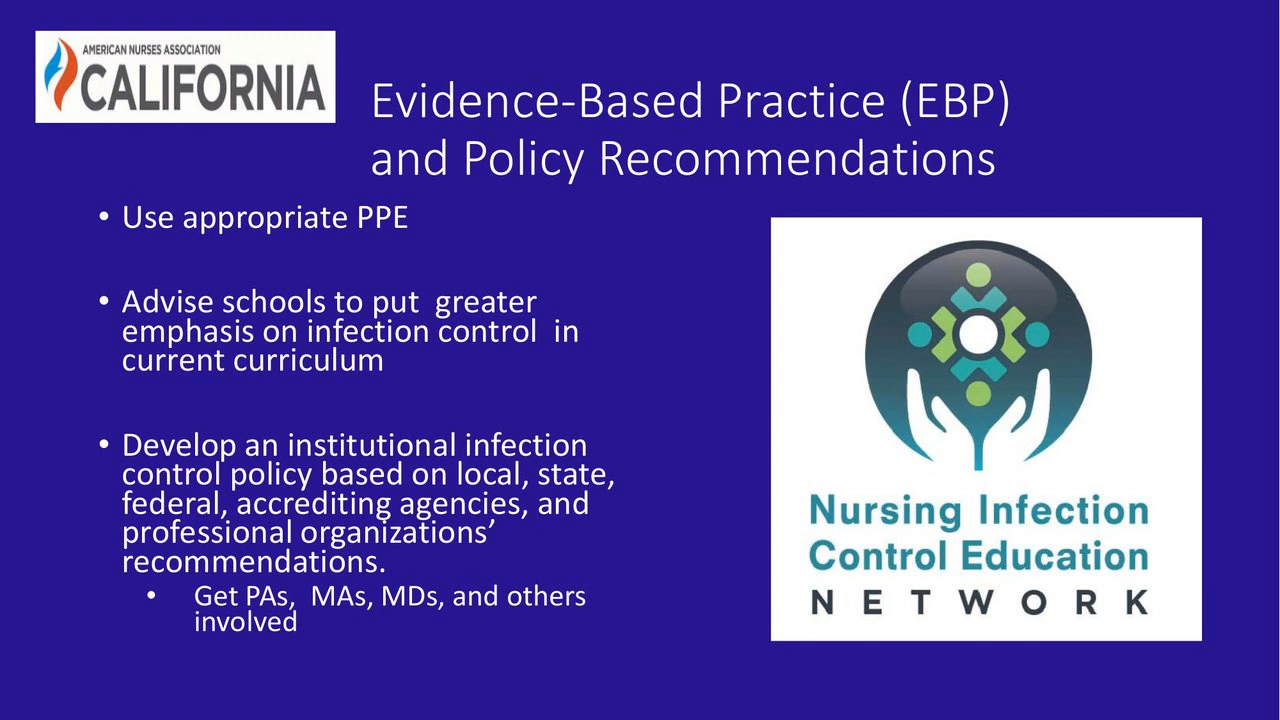 AMERICAN NURSES ASSOCIATION
CALIFORNIA
Evidence-Based Practice (EBP)
and Policy Recommendations
• Use appropriate PPE
• Advise schools to put  greater
emphasis on infection control  in
current curriculum
• Develop an institutional infection
control policy based on local, state,
federal, accrediting agencies, and
professional organizations’
recommendations.
• Get PAs,  MAs, MDs, and others
involved
Nursing Infection
Control Education
NETWORK